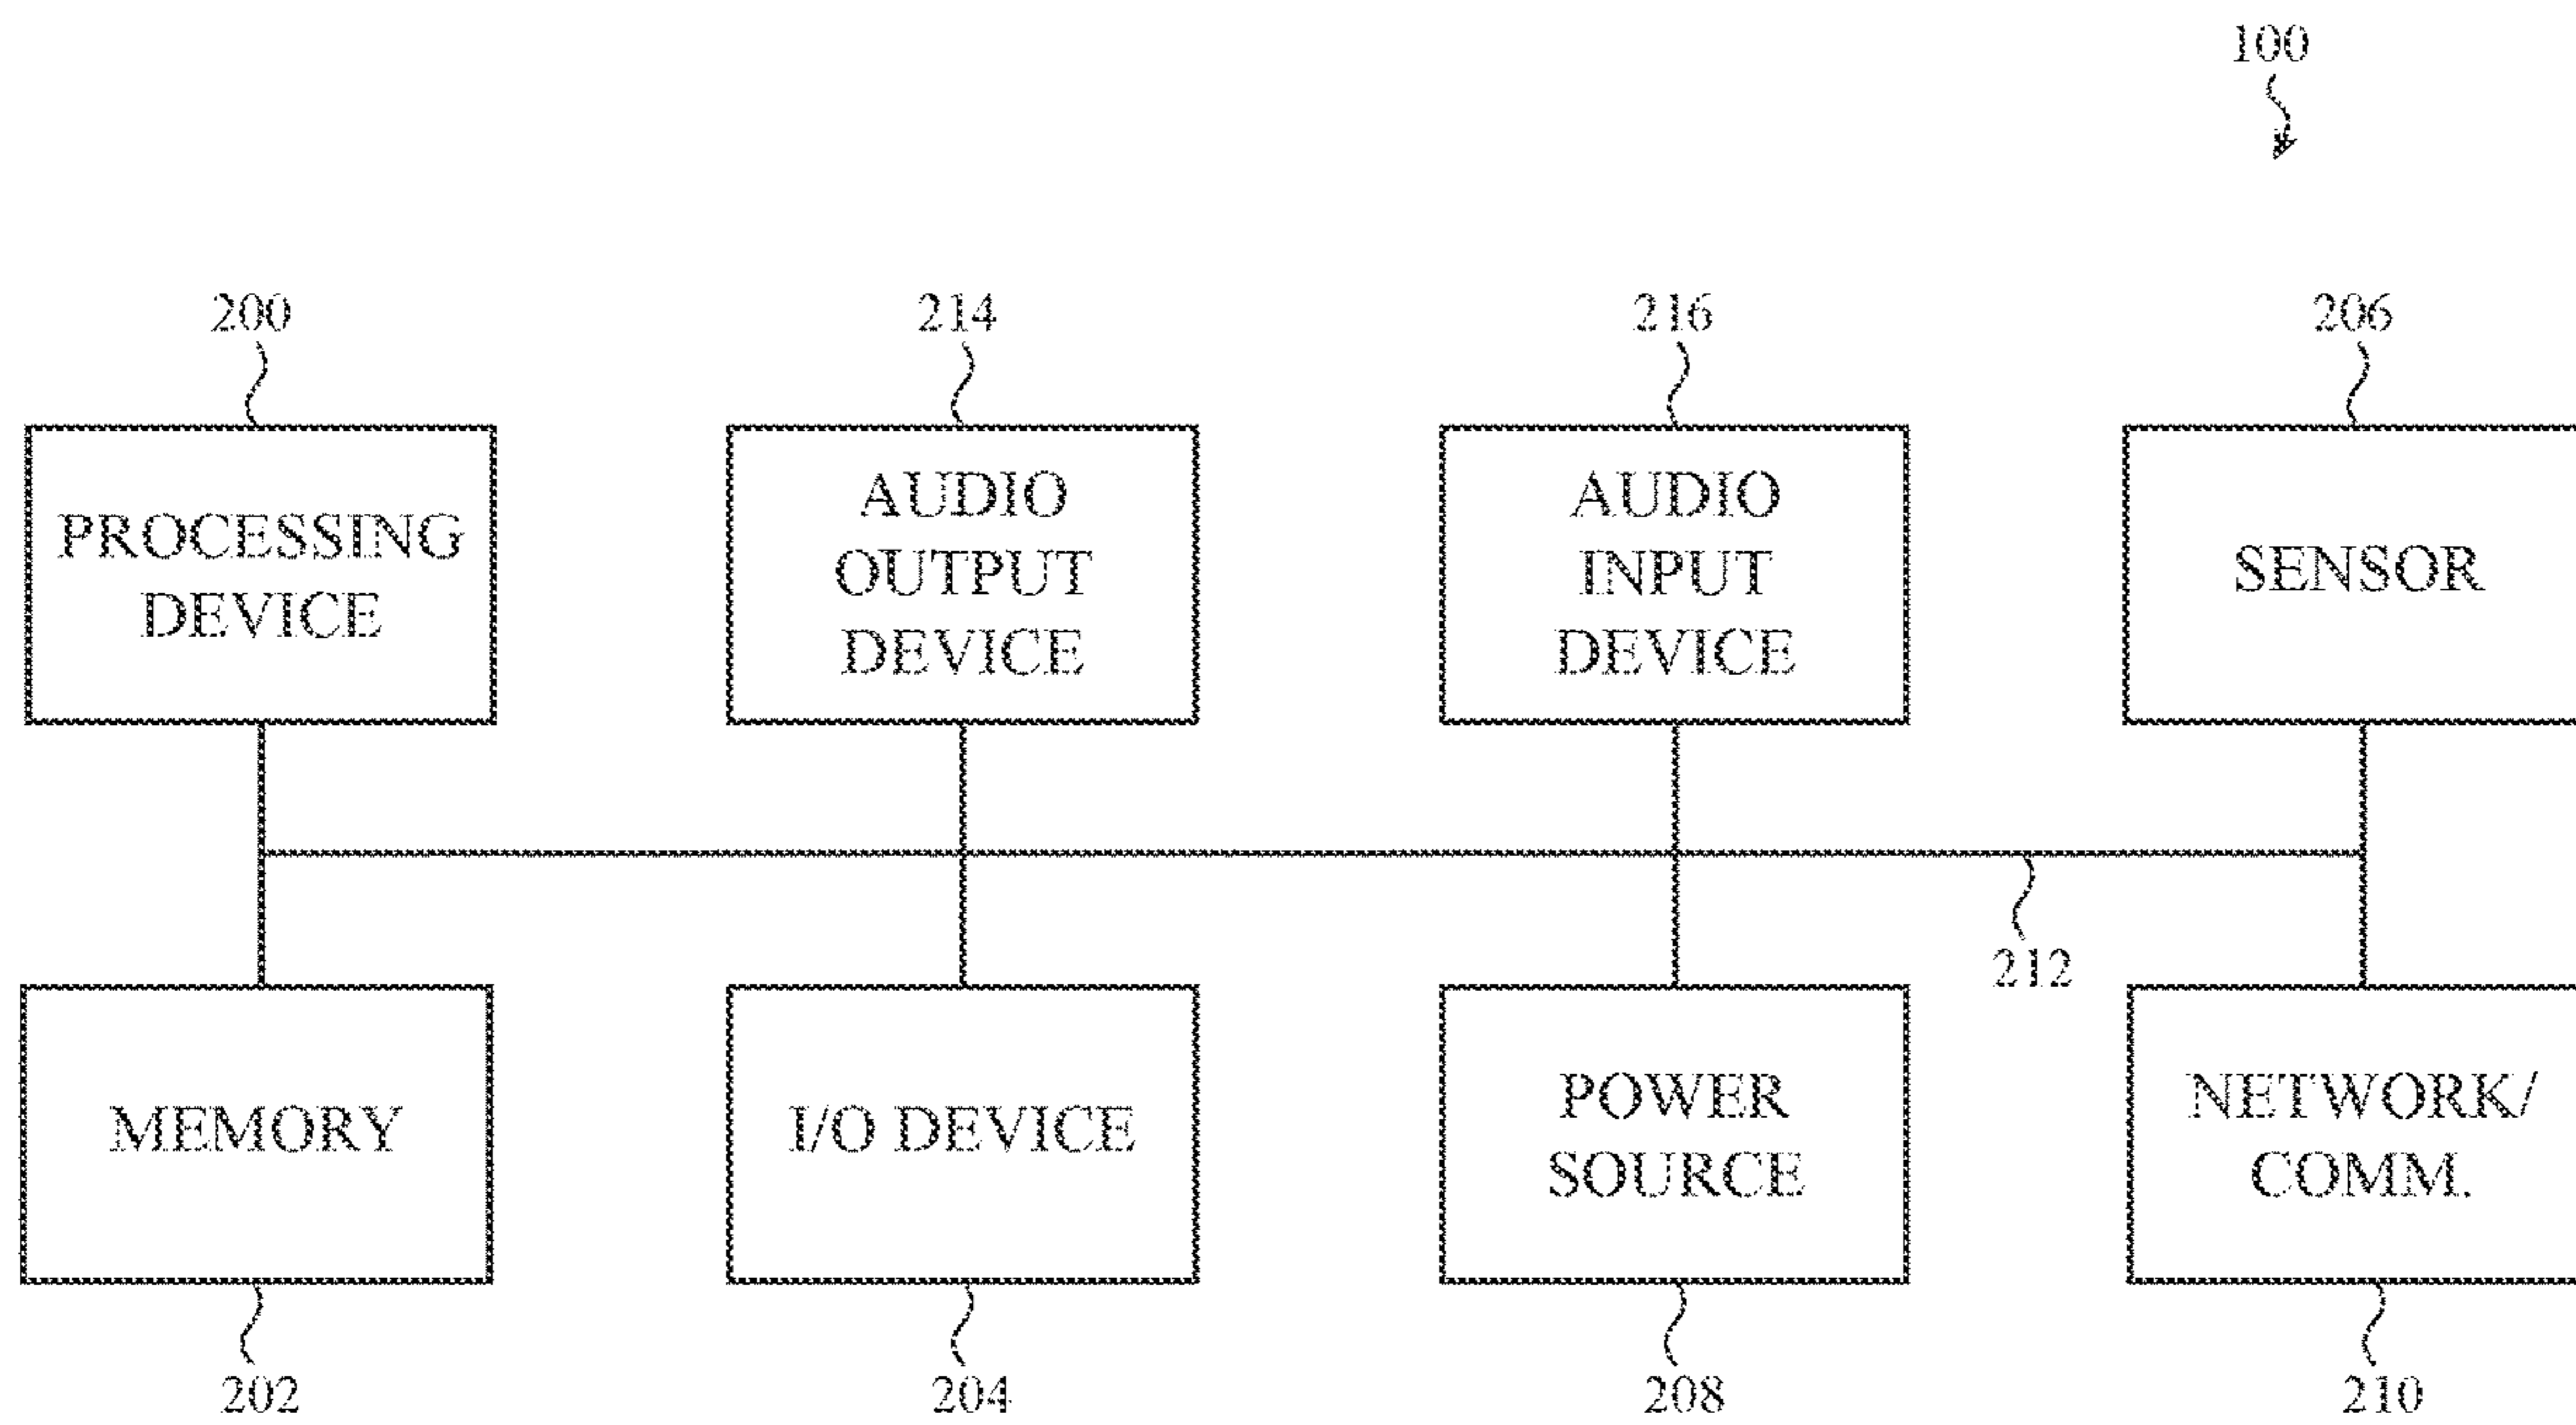 100
200
214
216
206
PROCESSING
DEVICE
AUDIO
OUTPUT
DEVICE
AUDIO
INPUT
DEVICE
SENSOR
212
MEMORY
I/O DEVICE
POWER
SOURCE
NETWORK/
COMM.
202
204
208
210